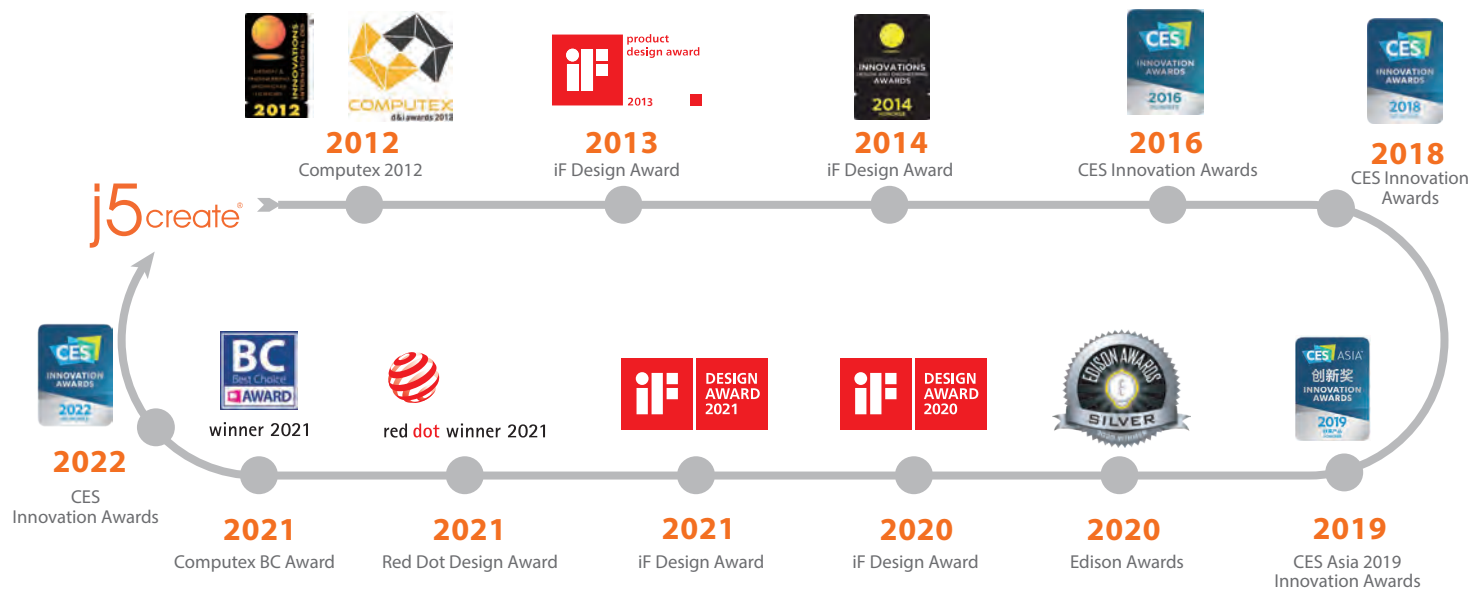 INNOVATIONS
2012
COMPUTEX
d&i awards 2013
iF
product
design award
2013
INNOVATIONS
DESIGN AND ENGINEERING
AWARDS
2014
CES
INNOVATION
AWARDS
2016
CES
INNOVATION
AWARDS
2018
2012
Computex 2012
2013
iF Design Award
2014
iF Design Award
2016
CES Innovation Awards
2018
CES Innovation
Awards
j5create®
CES
INNOVATION
AWARDS
2022
BC
Best Choice
AWARD
winner 2021
red dot winner 2021
iF
DESIGN
AWARD
2021
iF
DESIGN
AWARD
2020
EDISON AWARDS
E
SILVER
CES ASIA
创新奖
INNOVATION
AWARDS
2019
2022
CES
Innovation Awards
2021
Computex BC Award
2021
Red Dot Design Award
2021
iF Design Award
2020
iF Design Award
2020
Edison Awards
2019
CES Asia 2019
Innovation Awards